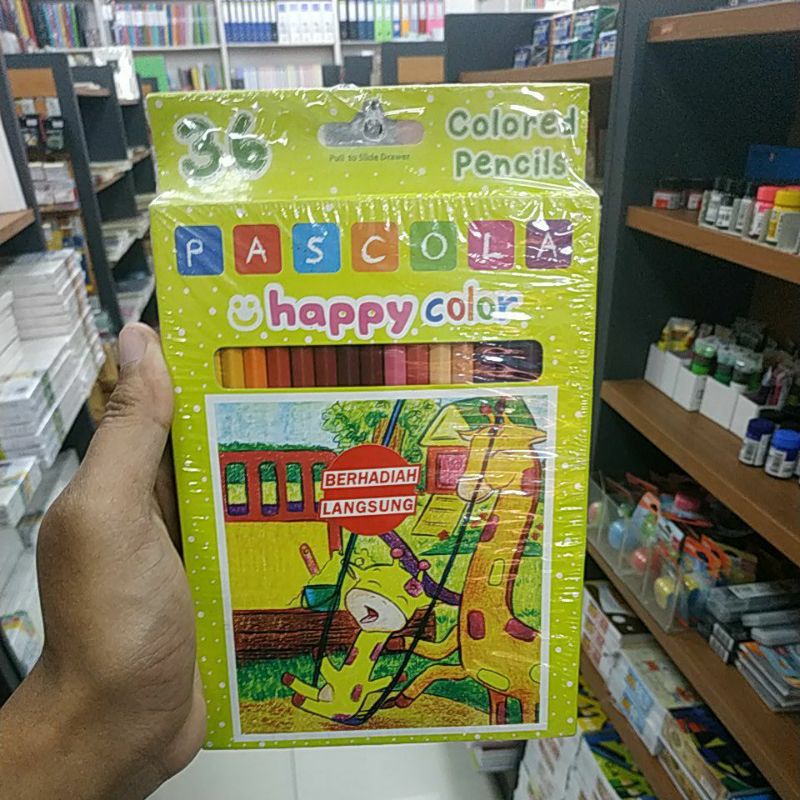 36
Colored
Pencils
Pull to Slide Drawer
PASCOLA
happy color
BERHADIAH
LANGSUNG